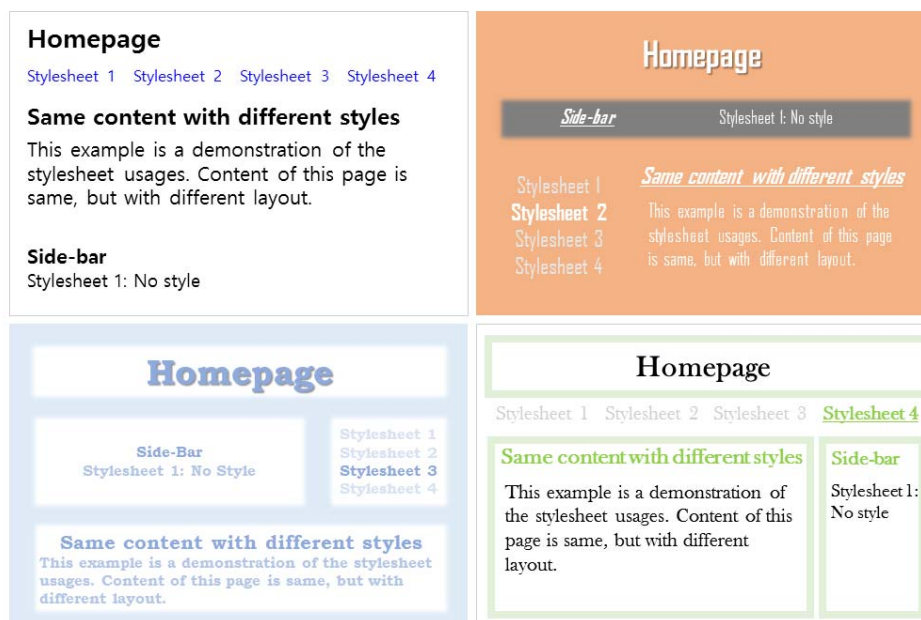 Homepage
Stylesheet 1 Stylesheet 2 Stylesheet 3 Stylesheet 4
Same content with different styles
This example is a demonstration of the
stylesheet usages. Content of this page is
same, but with different layout.
Side-bar
Stylesheet 1: No style
Homepage
Side-bar
Stylesheet 1: No style
Stylesheet 1
Stylesheet 2
Stylesheet 3
Stylesheet 4
Same content with different styles
This example is a demonstration of the
stylesheet usages. Content of this page
is same, but with different layout.
Homepage
Side-Bar
Stylesheet 1: No Style
Stylesheet 1
Stylesheet 2
Stylesheet 3
Stylesheet 4
Same content with different styles
This example is a demonstration of the stylesheet
usages. Content of this page is same, but with
different layout.
Homepage
Stylesheet 1 Stylesheet 2 Stylesheet 3 Stylesheet 4
Same content with different styles
This example is a demonstration of
the stylesheet usages. Content of this
page is same, but with different
layout.
Side-bar
Stylesheet 1:
No style